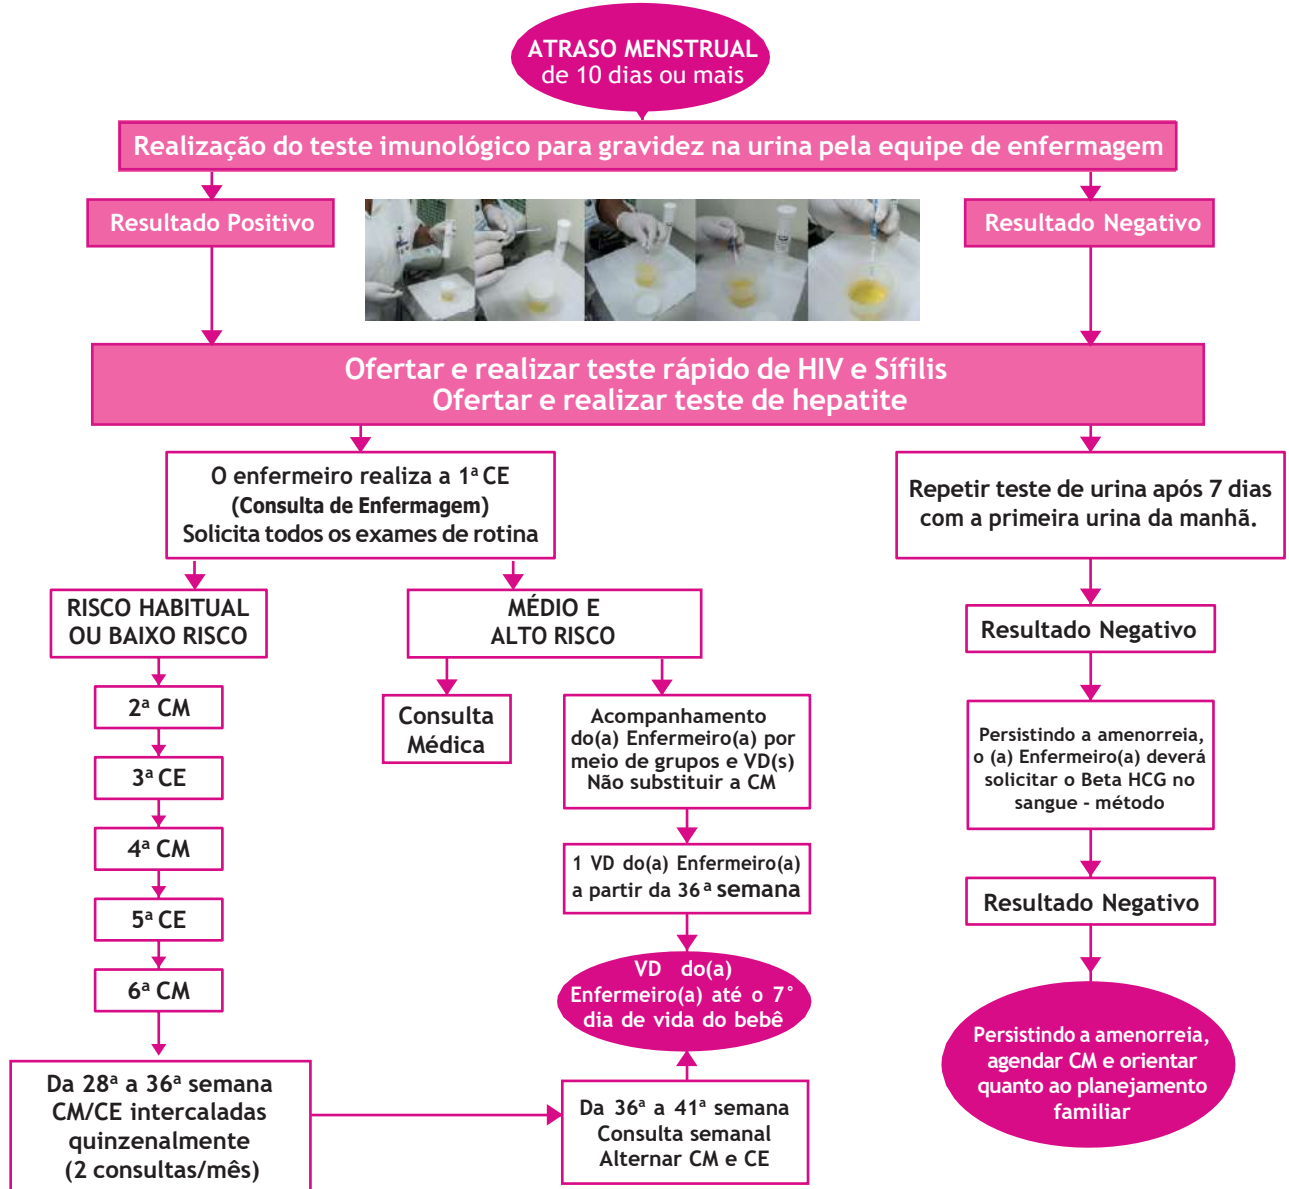 ATRASO MENSTRUAL
de 10 dias ou mais
Realização do teste imunológico para gravidez na urina pela equipe de enfermagem
Resultado Positivo
Resultado Negativo
Ofertar e realizar teste rápido de HIV e Sífilis
Ofertar e realizar teste de hepatite
O enfermeiro realiza a 1ª CE
(Consulta de Enfermagem)
Solicita todos os exames de rotina
RISCO HABITUAL
OU BAIXO RISCO
2ª CM
3ª CE
4ª CM
5ª CE
6ª CM
Da 28ª a 36ª semana
CM/CE intercaladas
quinzenalmente
(2 consultas/mês)
MÉDIO E
ALTO RISCO
Consulta
Médica
Acompanhamento
do(a) Enfermeiro(a) por
meio de grupos e VD(s)
Não substituir a CM
1 VD do(a) Enfermeiro(a)
a partir da 36ª semana
VD do(a)
Enfermeiro(a) até o 7°
dia de vida do bebê
Da 36ª a 41ª semana
Consulta semanal
Alternar CM e CE
Repetir teste de urina após 7 dias
com a primeira urina da manhã.
Resultado Negativo
Persistindo a amenorreia,
o (a) Enfermeiro(a) deverá
solicitar o Beta HCG no
sangue - método
Resultado Negativo
Persistindo a amenorreia,
agendar CM e orientar
quanto ao planejamento
familiar